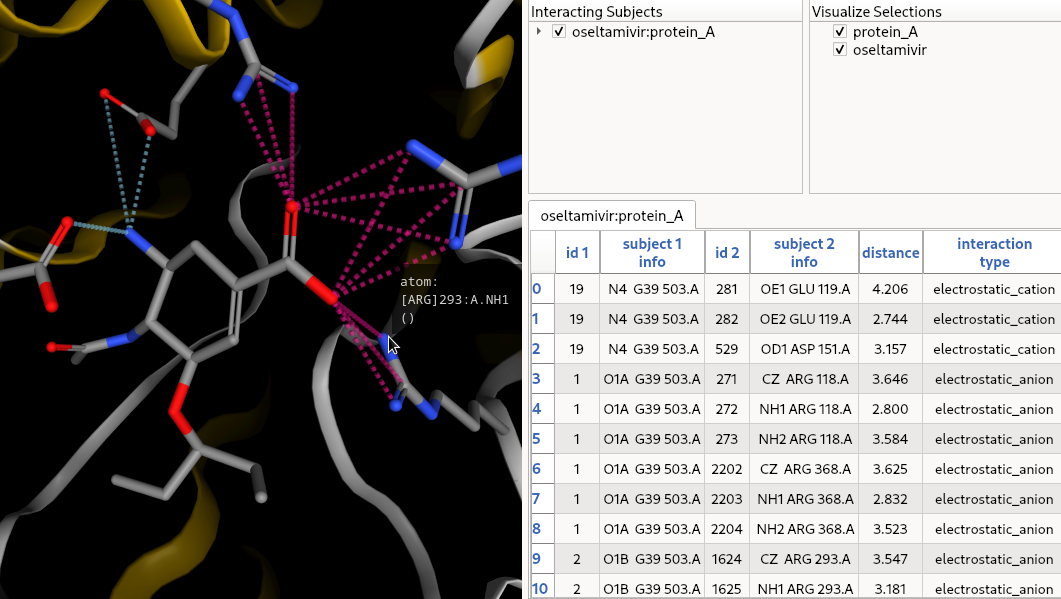 Interacting Subjects
oseltamivir:protein_A
Visualize Selections
protein_A
oseltamivir
atom:
[ARG]293:A.NH1
()
oseltamivir:protein_A
id 1 subject 1 info id 2 subject 2 info distance interaction type
0 19 N4 G39 503.A 281 OE1 GLU 119.A 4.206 electrostatic_cation
1 19 N4 G39 503.A 282 OE2 GLU 119.A 2.744 electrostatic_cation
2 19 N4 G39 503.A 529 OD1 ASP 151.A 3.157 electrostatic_cation
3 1 O1A G39 503.A 271 CZ ARG 118.A 3.646 electrostatic_anion
4 1 O1A G39 503.A 272 NH1 ARG 118.A 2.800 electrostatic_anion
5 1 O1A G39 503.A 273 NH2 ARG 118.A 3.584 electrostatic_anion
6 1 O1A G39 503.A 2202 CZ ARG 368.A 3.625 electrostatic_anion
7 1 O1A G39 503.A 2203 NH1 ARG 368.A 2.832 electrostatic_anion
8 1 O1A G39 503.A 2204 NH2 ARG 368.A 3.523 electrostatic_anion
9 2 O1B G39 503.A 1624 CZ ARG 293.A 3.547 electrostatic_anion
10 2 O1B G39 503.A 1625 NH1 ARG 293.A 3.181 electrostatic_anion